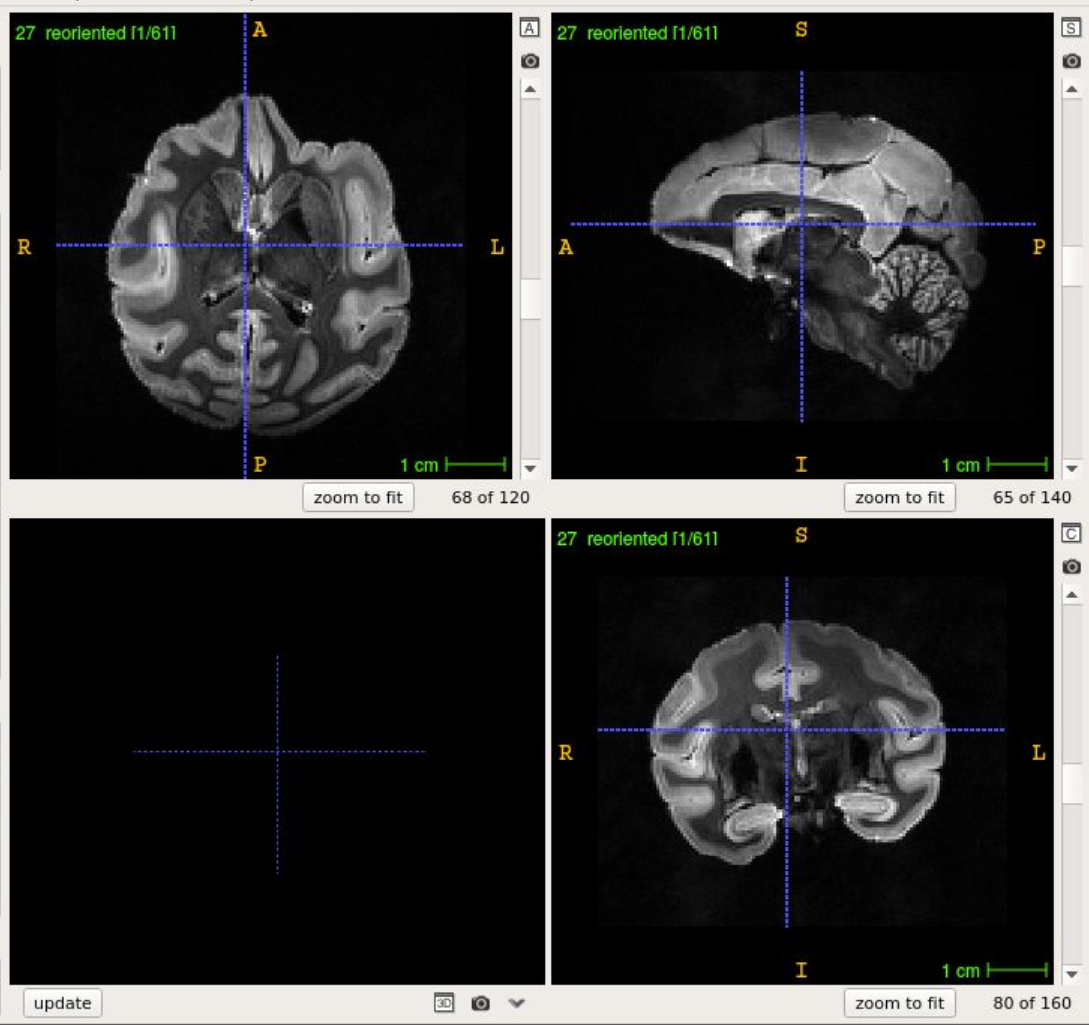 27 reoriented [1/61]
A
A
R
L
P
1 cm
zoom to fit
68 of 120
27 reoriented [1/61]
S
S
A
P
I
1 cm
zoom to fit
65 of 140
update
3D
27 reoriented [1/61]
S
C
R
L
I
1 cm
zoom to fit
80 of 160